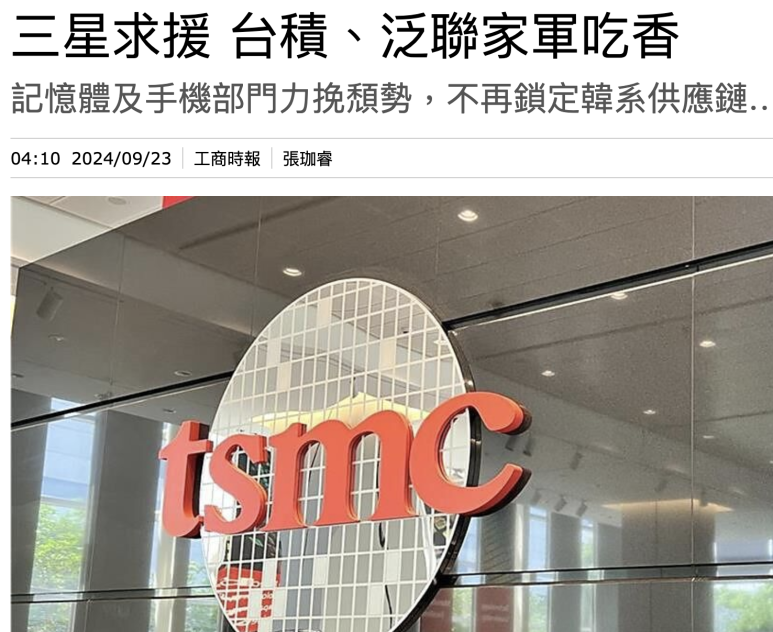 三星求援 台積、泛聯家軍吃香
記憶體及手機部門力挽頹勢，不再鎖定韓系供應鏈...
04:10 2024/09/23 工商時報 張珈睿
tsmc